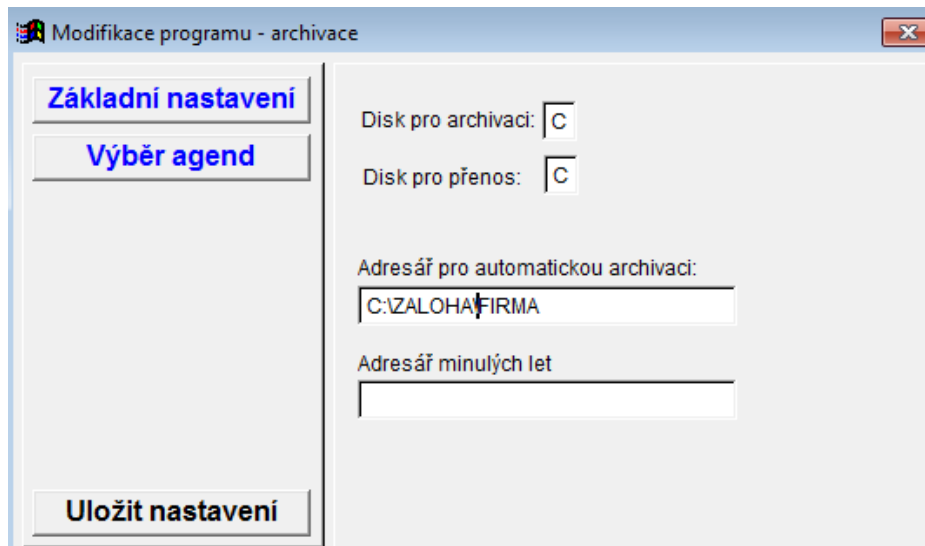 Modifikace programu - archivace
Základní nastavení
Výběr agend
Uložit nastavení
Disk pro archivaci: C
Disk pro přenos: C
Adresář pro automatickou archivaci:
C:\ZALOHA\FIRMA
Adresář minulých let